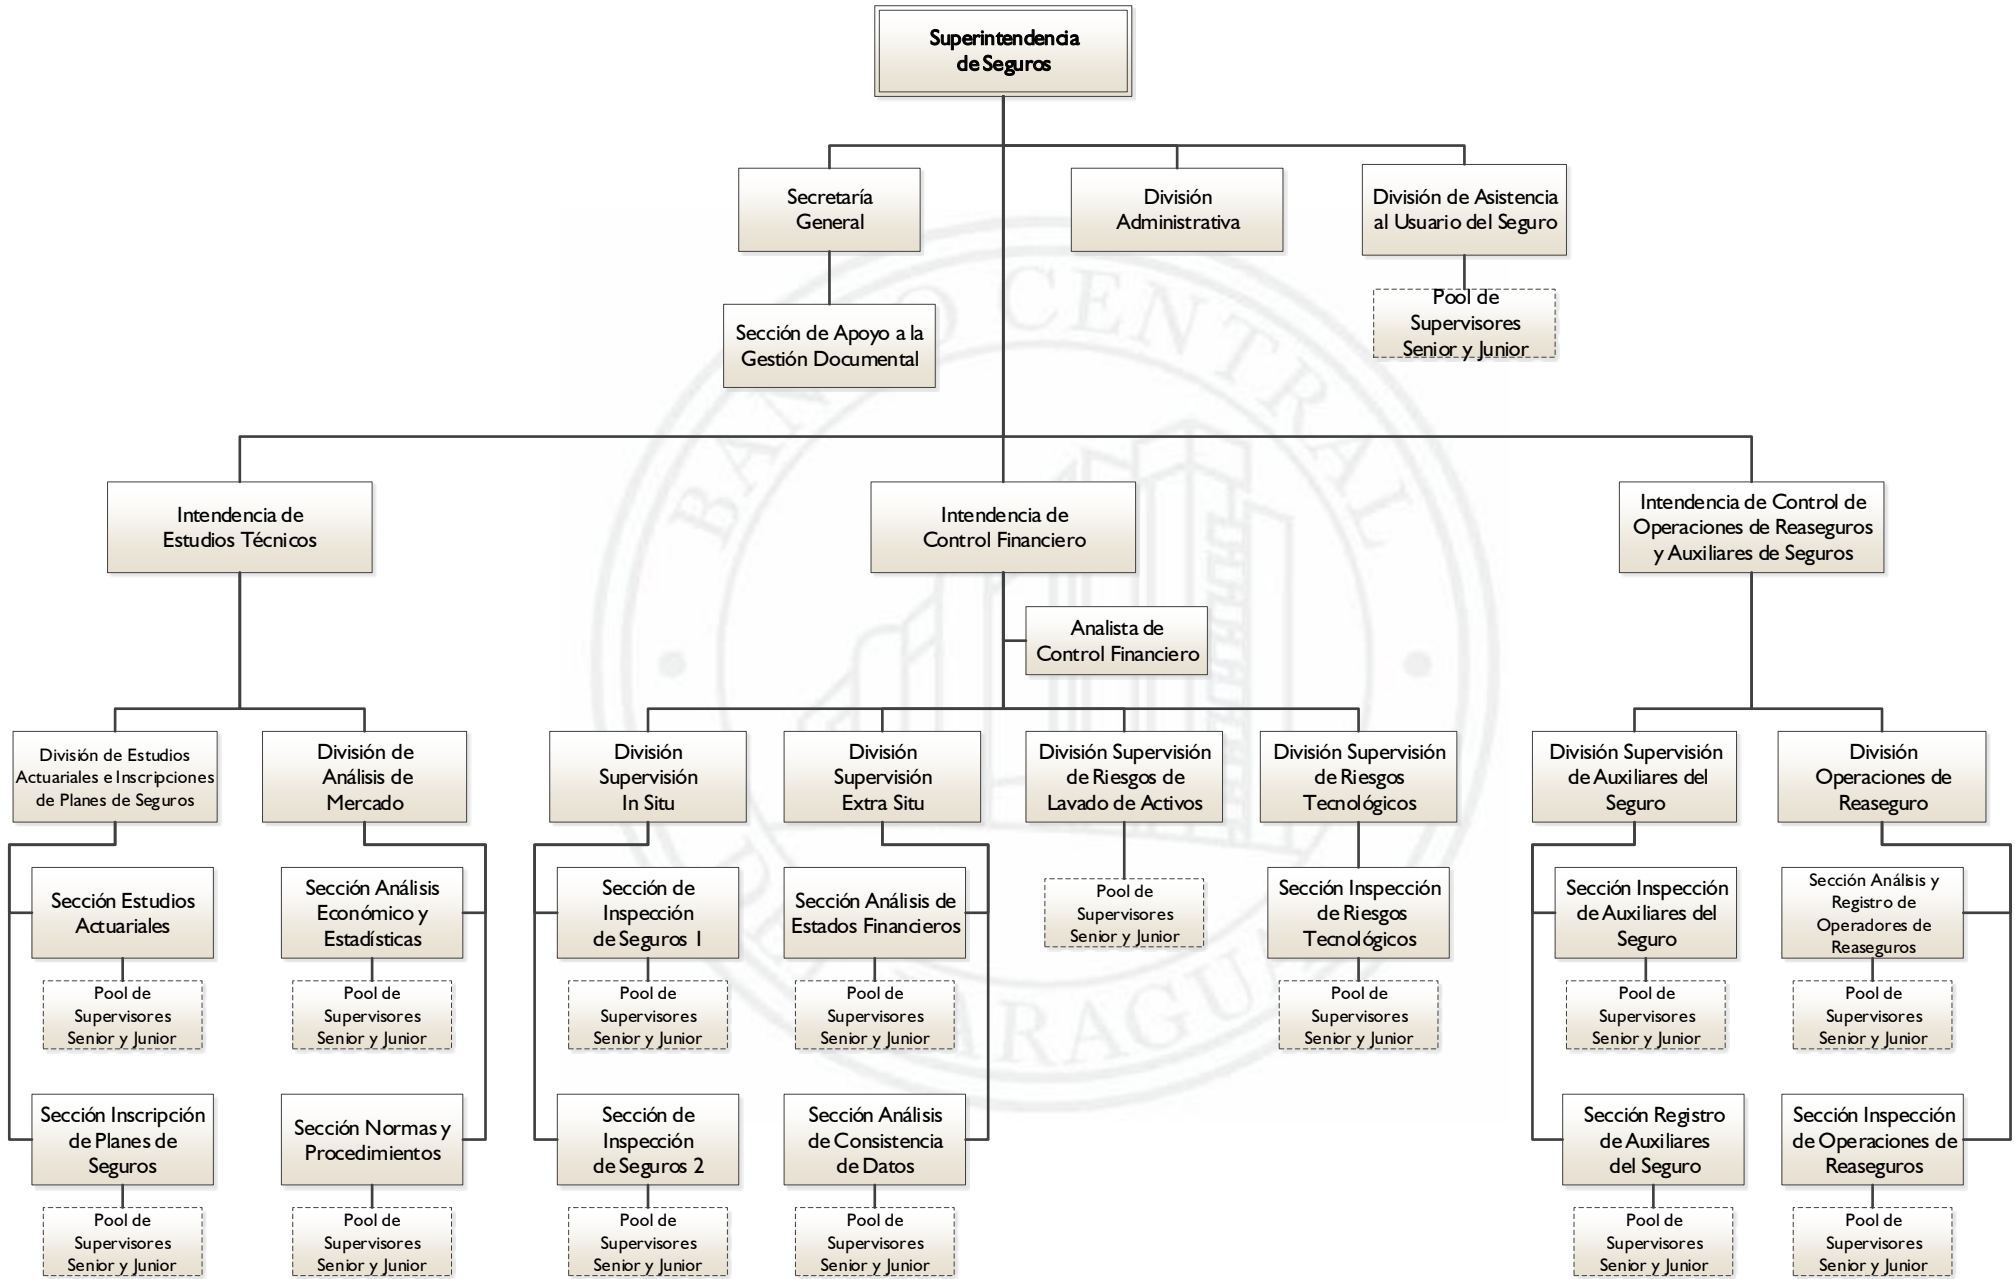 Superintendencia
de Seguros
Secretaría
General
División
Administrativa
División de Asistencia
al Usuario del Seguro
Sección de Apoyo a la
Gestión Documental
Pool de
Supervisores
Senior y Junior
Intendencia de
Estudios Técnicos
Intendencia de
Control Financiero
Intendencia de Control de
Operaciones de Reaseguros
y Auxiliares de Seguros
Analista de
Control Financiero
División de Estudios
Actuariales e Inscripciones
de Planes de Seguros
División de
Análisis de
Mercado
División
Supervisión
In Situ
División
Supervisión
Extra Situ
División Supervisión
de Riesgos de
Lavado de Activos
División Supervisión
de Riesgos
Tecnológicos
División Supervisión
de Auxiliares del
Seguro
División
Operaciones de
Reaseguro
Sección Estudios
Actuariales
Sección Análisis
Económico y
Estadísticas
Sección de
Inspección
de Seguros 1
Sección Análisis de
Estados Financieros
Pool de
Supervisores
Senior y Junior
Sección Inspección
de Riesgos
Tecnológicos
Sección Inspección
de Auxiliares del
Seguro
Sección Análisis y
Registro de
Operadores de
Reaseguros
Pool de
Supervisores
Senior y Junior
Pool de
Supervisores
Senior y Junior
Pool de
Supervisores
Senior y Junior
Pool de
Supervisores
Senior y Junior
Pool de
Supervisores
Senior y Junior
Pool de
Supervisores
Senior y Junior
Pool de
Supervisores
Senior y Junior
Sección Inscripción
de Planes de
Seguros
Sección Normas y
Procedimientos
Sección de
Inspección
de Seguros 2
Sección Análisis
de Consistencia
de Datos
Sección Registro
de Auxiliares
del Seguro
Sección Inspección
de Operaciones de
Reaseguros
Pool de
Supervisores
Senior y Junior
Pool de
Supervisores
Senior y Junior
Pool de
Supervisores
Senior y Junior
Pool de
Supervisores
Senior y Junior
Pool de
Supervisores
Senior y Junior
Pool de
Supervisores
Senior y Junior